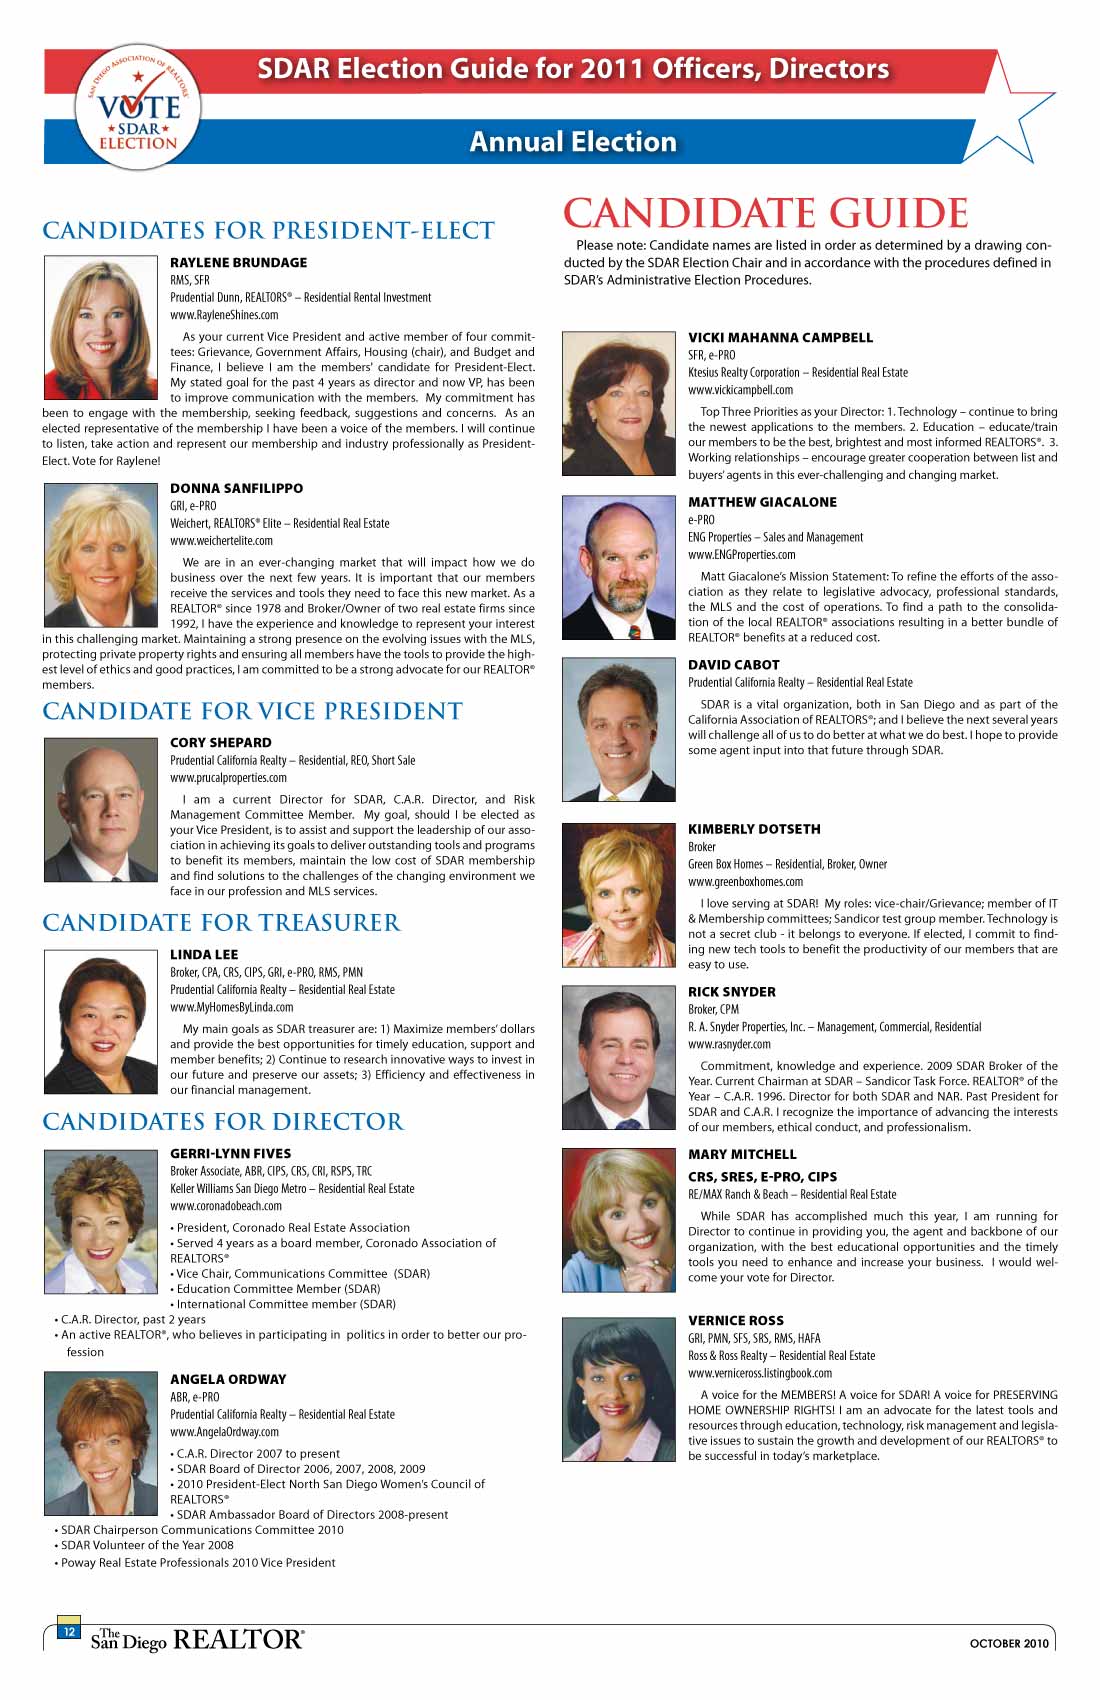 SAN DIEGO ASSOCIATION OF REALTORS®
VOTE
SDAR
ELECTION
SDAR Election Guide for 2011 Officers, Directors
Annual Election
CANDIDATES FOR PRESIDENT-ELECT
RAYLENE BRUNDAGE
RMS, SFR
Prudential Dunn, REALTORS® – Residential Rental Investment
www.RayleneShines.com
As your current Vice President and active member of four commit-
tees: Grievance, Government Affairs, Housing (chair), and Budget and
Finance, I believe I am the members' candidate for President-Elect.
My stated goal for the past 4 years as director and now VP, has been
to improve communication with the members. My commitment has
been to engage with the membership, seeking feedback, suggestions and concerns. As an
elected representative of the membership I have been a voice of the members. I will continue
to listen, take action and represent our membership and industry professionally as President-
Elect. Vote for Raylene!
DONNA SANFILIPPO
GRI, e-PRO
Weichert, REALTORS® Elite – Residential Real Estate
www.weichertelite.com
We are in an ever-changing market that will impact how we do
business over the next few years. It is important that our members
receive the services and tools they need to face this new market. As a
REALTOR® since 1978 and Broker/Owner of two real estate firms since
1992, I have the experience and knowledge to represent your interest
in this challenging market. Maintaining a strong presence on the evolving issues with the MLS,
protecting private property rights and ensuring all members have the tools to provide the high-
est level of ethics and good practices, I am committed to be a strong advocate for our REALTOR®
members.
CANDIDATE FOR VICE PRESIDENT
CORY SHEPARD
Prudential California Realty – Residential, REO, Short Sale
www.prucalproperties.com
I am a current Director for SDAR, C.A.R. Director, and Risk
Management Committee Member. My goal, should I be elected as
your Vice President, is to assist and support the leadership of our asso-
ciation in achieving its goals to deliver outstanding tools and programs
to benefit its members, maintain the low cost of SDAR membership
and find solutions to the challenges of the changing environment we
face in our profession and MLS services.
CANDIDATE FOR TREASURER
LINDA LEE
Broker, CPA, CRS, CIPS, GRI, e-PRO, RMS, PMN
Prudential California Realty – Residential Real Estate
www.MyHomesByLinda.com
My main goals as SDAR treasurer are: 1) Maximize members' dollars
and provide the best opportunities for timely education, support and
member benefits; 2) Continue to research innovative ways to invest in
our future and preserve our assets; 3) Efficiency and effectiveness in
our financial management.
CANDIDATES FOR DIRECTOR
GERRI-LYNN FIVES
Broker Associate, ABR, CIPS, CRS, CRI, RSPS, TRC
Keller Williams San Diego Metro – Residential Real Estate
www.coronadobeach.com
• President, Coronado Real Estate Association
• Served 4 years as a board member, Coronado Association of
REALTORS®
• Vice Chair, Communications Committee (SDAR)
• Education Committee Member (SDAR)
• International Committee member (SDAR)
• C.A.R. Director, past 2 years
• An active REALTOR®, who believes in participating in politics in order to better our pro-
fession
ANGELA ORDWAY
ABR, e-PRO
Prudential California Realty – Residential Real Estate
www.AngelaOrdway.com
• C.A.R. Director 2007 to present
• SDAR Board of Director 2006, 2007, 2008, 2009
• 2010 President-Elect North San Diego Women's Council of
REALTORS®
• SDAR Ambassador Board of Directors 2008-present
• SDAR Chairperson Communications Committee 2010
• SDAR Volunteer of the Year 2008
• Poway Real Estate Professionals 2010 Vice President
CANDIDATE GUIDE
Please note: Candidate names are listed in order as determined by a drawing con-
ducted by the SDAR Election Chair and in accordance with the procedures defined in
SDAR's Administrative Election Procedures.
VICKI MAHANNA CAMPBELL
SFR, e-PRO
Ktesius Realty Corporation – Residential Real Estate
www.vickicampbell.com
Top Three Priorities as your Director: 1. Technology – continue to bring
the newest applications to the members. 2. Education – educate/train
our members to be the best, brightest and most informed REALTORS®. 3.
Working relationships – encourage greater cooperation between list and
buyers' agents in this ever-challenging and changing market.
MATTHEW GIACALONE
e-PRO
ENG Properties – Sales and Management
www.ENGProperties.com
Matt Giacalone's Mission Statement: To refine the efforts of the asso-
ciation as they relate to legislative advocacy, professional standards,
the MLS and the cost of operations. To find a path to the consolida-
tion of the local REALTOR® associations resulting in a better bundle of
REALTOR® benefits at a reduced cost.
DAVID CABOT
Prudential California Realty – Residential Real Estate
SDAR is a vital organization, both in San Diego and as part of the
California Association of REALTORS®; and I believe the next several years
will challenge all of us to do better at what we do best. I hope to provide
some agent input into that future through SDAR.
KIMBERLY DOTSETH
Broker
Green Box Homes – Residential, Broker, Owner
www.greenboxhomes.com
I love serving at SDAR! My roles: vice-chair/Grievance; member of IT
& Membership committees; Sandicor test group member. Technology is
not a secret club - it belongs to everyone. If elected, I commit to find-
ing new tech tools to benefit the productivity of our members that are
easy to use.
RICK SNYDER
Broker, CPM
R. A. Snyder Properties, Inc. – Management, Commercial, Residential
www.rasnyder.com
Commitment, knowledge and experience. 2009 SDAR Broker of the
Year. Current Chairman at SDAR – Sandicor Task Force. REALTOR® of the
Year – C.A.R. 1996. Director for both SDAR and NAR. Past President for
SDAR and C.A.R. I recognize the importance of advancing the interests
of our members, ethical conduct, and professionalism.
MARY MITCHELL
CRS, SRES, E-PRO, CIPS
RE/MAX Ranch & Beach – Residential Real Estate
While SDAR has accomplished much this year, I am running for
Director to continue in providing you, the agent and backbone of our
organization, with the best educational opportunities and the timely
tools you need to enhance and increase your business. I would wel-
come your vote for Director.
VERNICE ROSS
GRI, PMN, SFS, SRS, RMS, HAFA
Ross & Ross Realty – Residential Real Estate
www.verniceross.listingbook.com
A voice for the MEMBERS! A voice for SDAR! A voice for PRESERVING
HOME OWNERSHIP RIGHTS! I am an advocate for the latest tools and
resources through education, technology, risk management and legisla-
tive issues to sustain the growth and development of our REALTORS® to
be successful in today's marketplace.
12
The San Diego REALTOR®
OCTOBER 2010